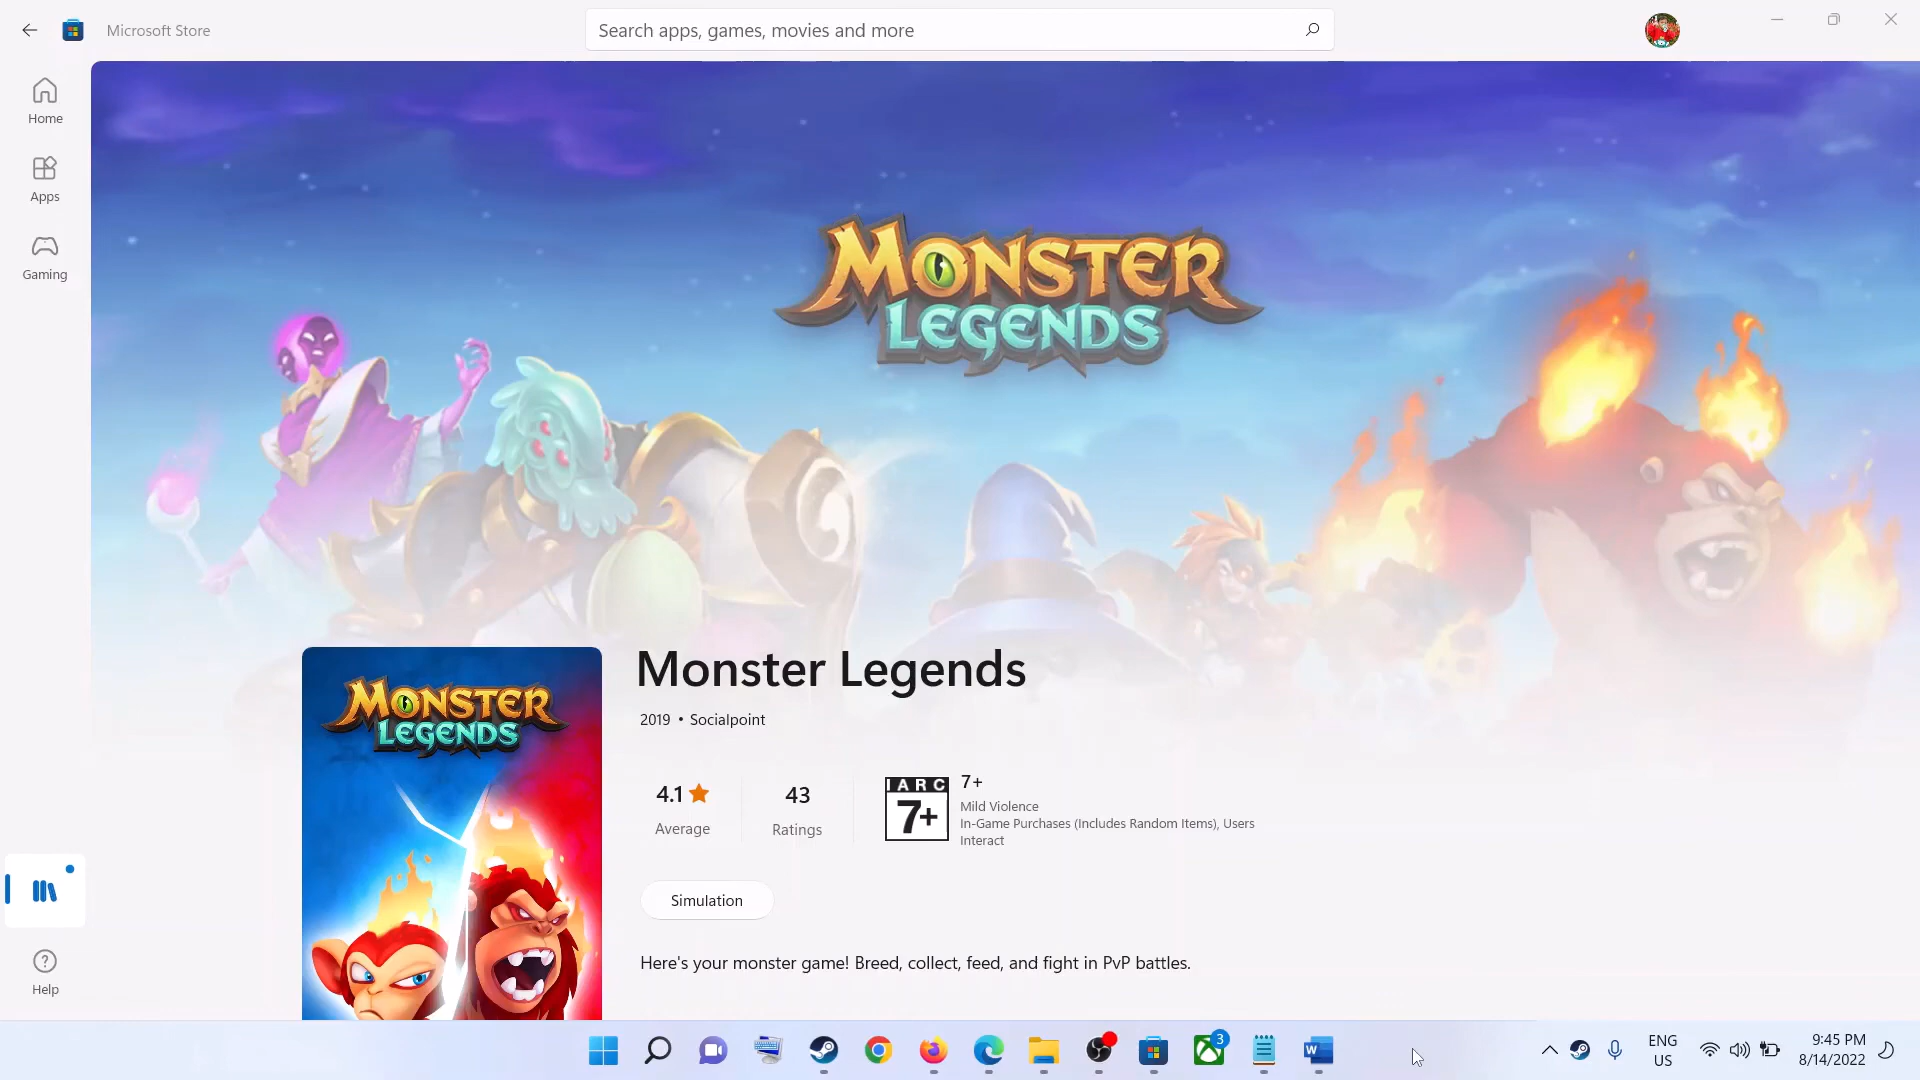 Microsoft Store
Search apps, games, movies and more
Home
Apps
Gaming
MONSTER
LEGENDS
Monster Legends
2019 • Socialpoint
MONSTER
LEGENDS
4.1
Average
43
Ratings
IARC
7+
7+
Mild Violence
In-Game Purchases (Includes Random Items), Users
Interact
Simulation
Here's your monster game! Breed, collect, feed, and fight in PvP battles.
Help
3
W
ENG
US
9:45 PM
8/14/2022